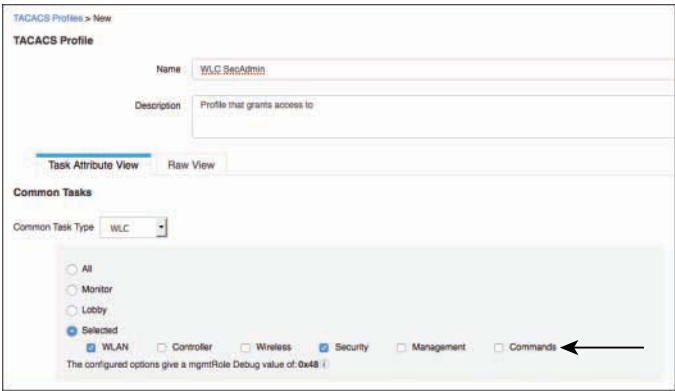 TACACS Profiles > New
TACACS Profile
Name WLC SecAdmin
Description Profile that grants access to
Task Attribute View Raw View
Common Tasks
Common Task Type WLC
All
Monitor
Lobby
Selected
WLAN Controller Wireless Security Management Commands
The configured options give a mgmtRole Debug value of: 0x48 i